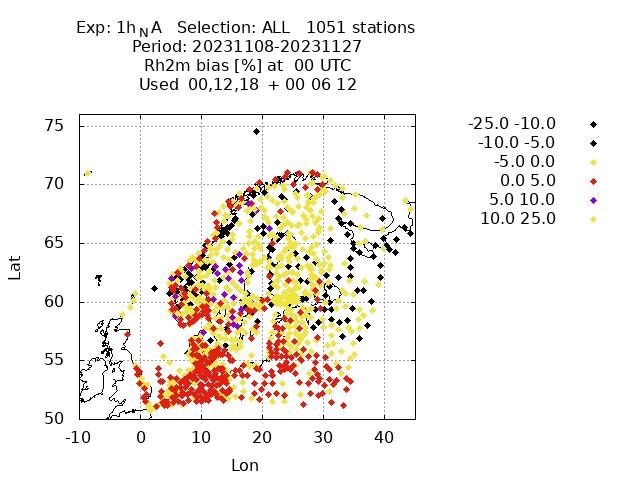 Exp: 1h_N A   Selection: ALL   1051 stations
Period: 20231108-20231127
Rh2m bias [%] at  00 UTC
Used  00,12,18  + 00 06 12
-25.0 -10.0
-10.0 -5.0
-5.0 0.0
0.0 5.0
5.0 10.0
10.0 25.0
75
70
65
60
55
50
Lat
-10 0 10 20 30 40
Lon